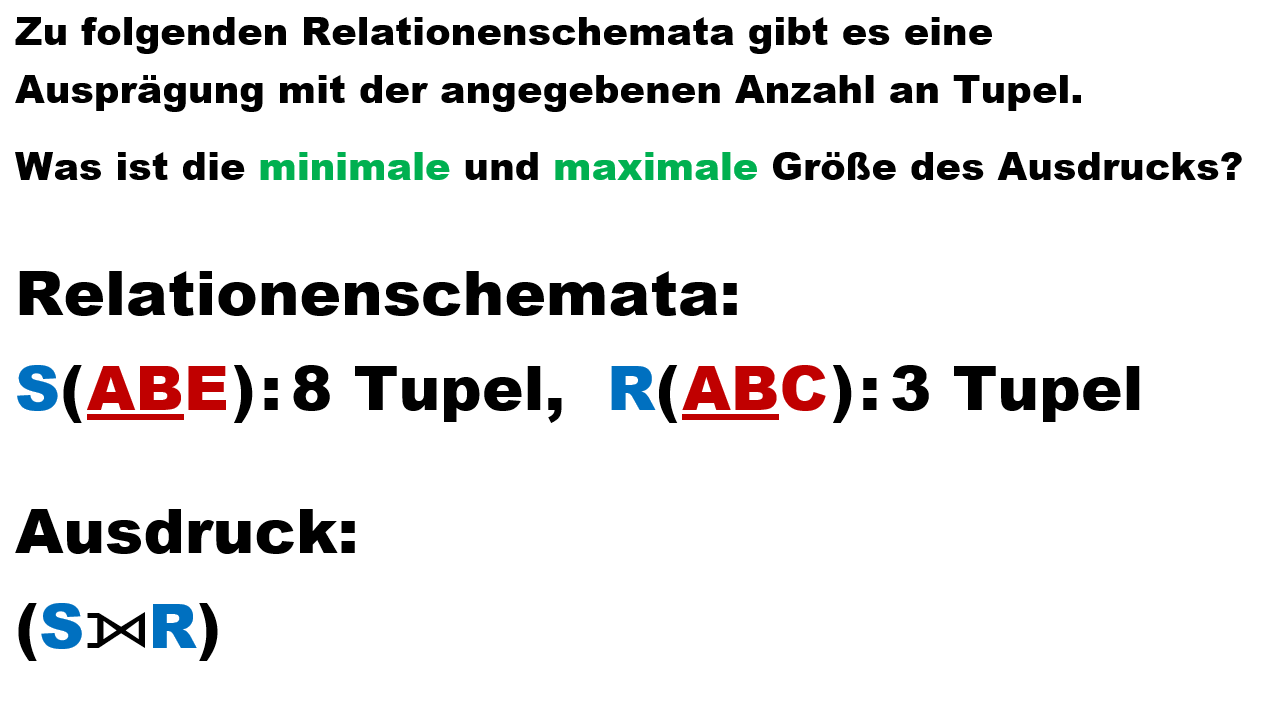 Zu folgenden Relationenschemata gibt es eine
Ausprägung mit der angegebenen Anzahl an Tupel.
Was ist die minimale und maximale Größe des Ausdrucks?
Relationenschemata:
S(ABE): 8 Tupel, R(ABC): 3 Tupel
Ausdruck:
(S⟕R)